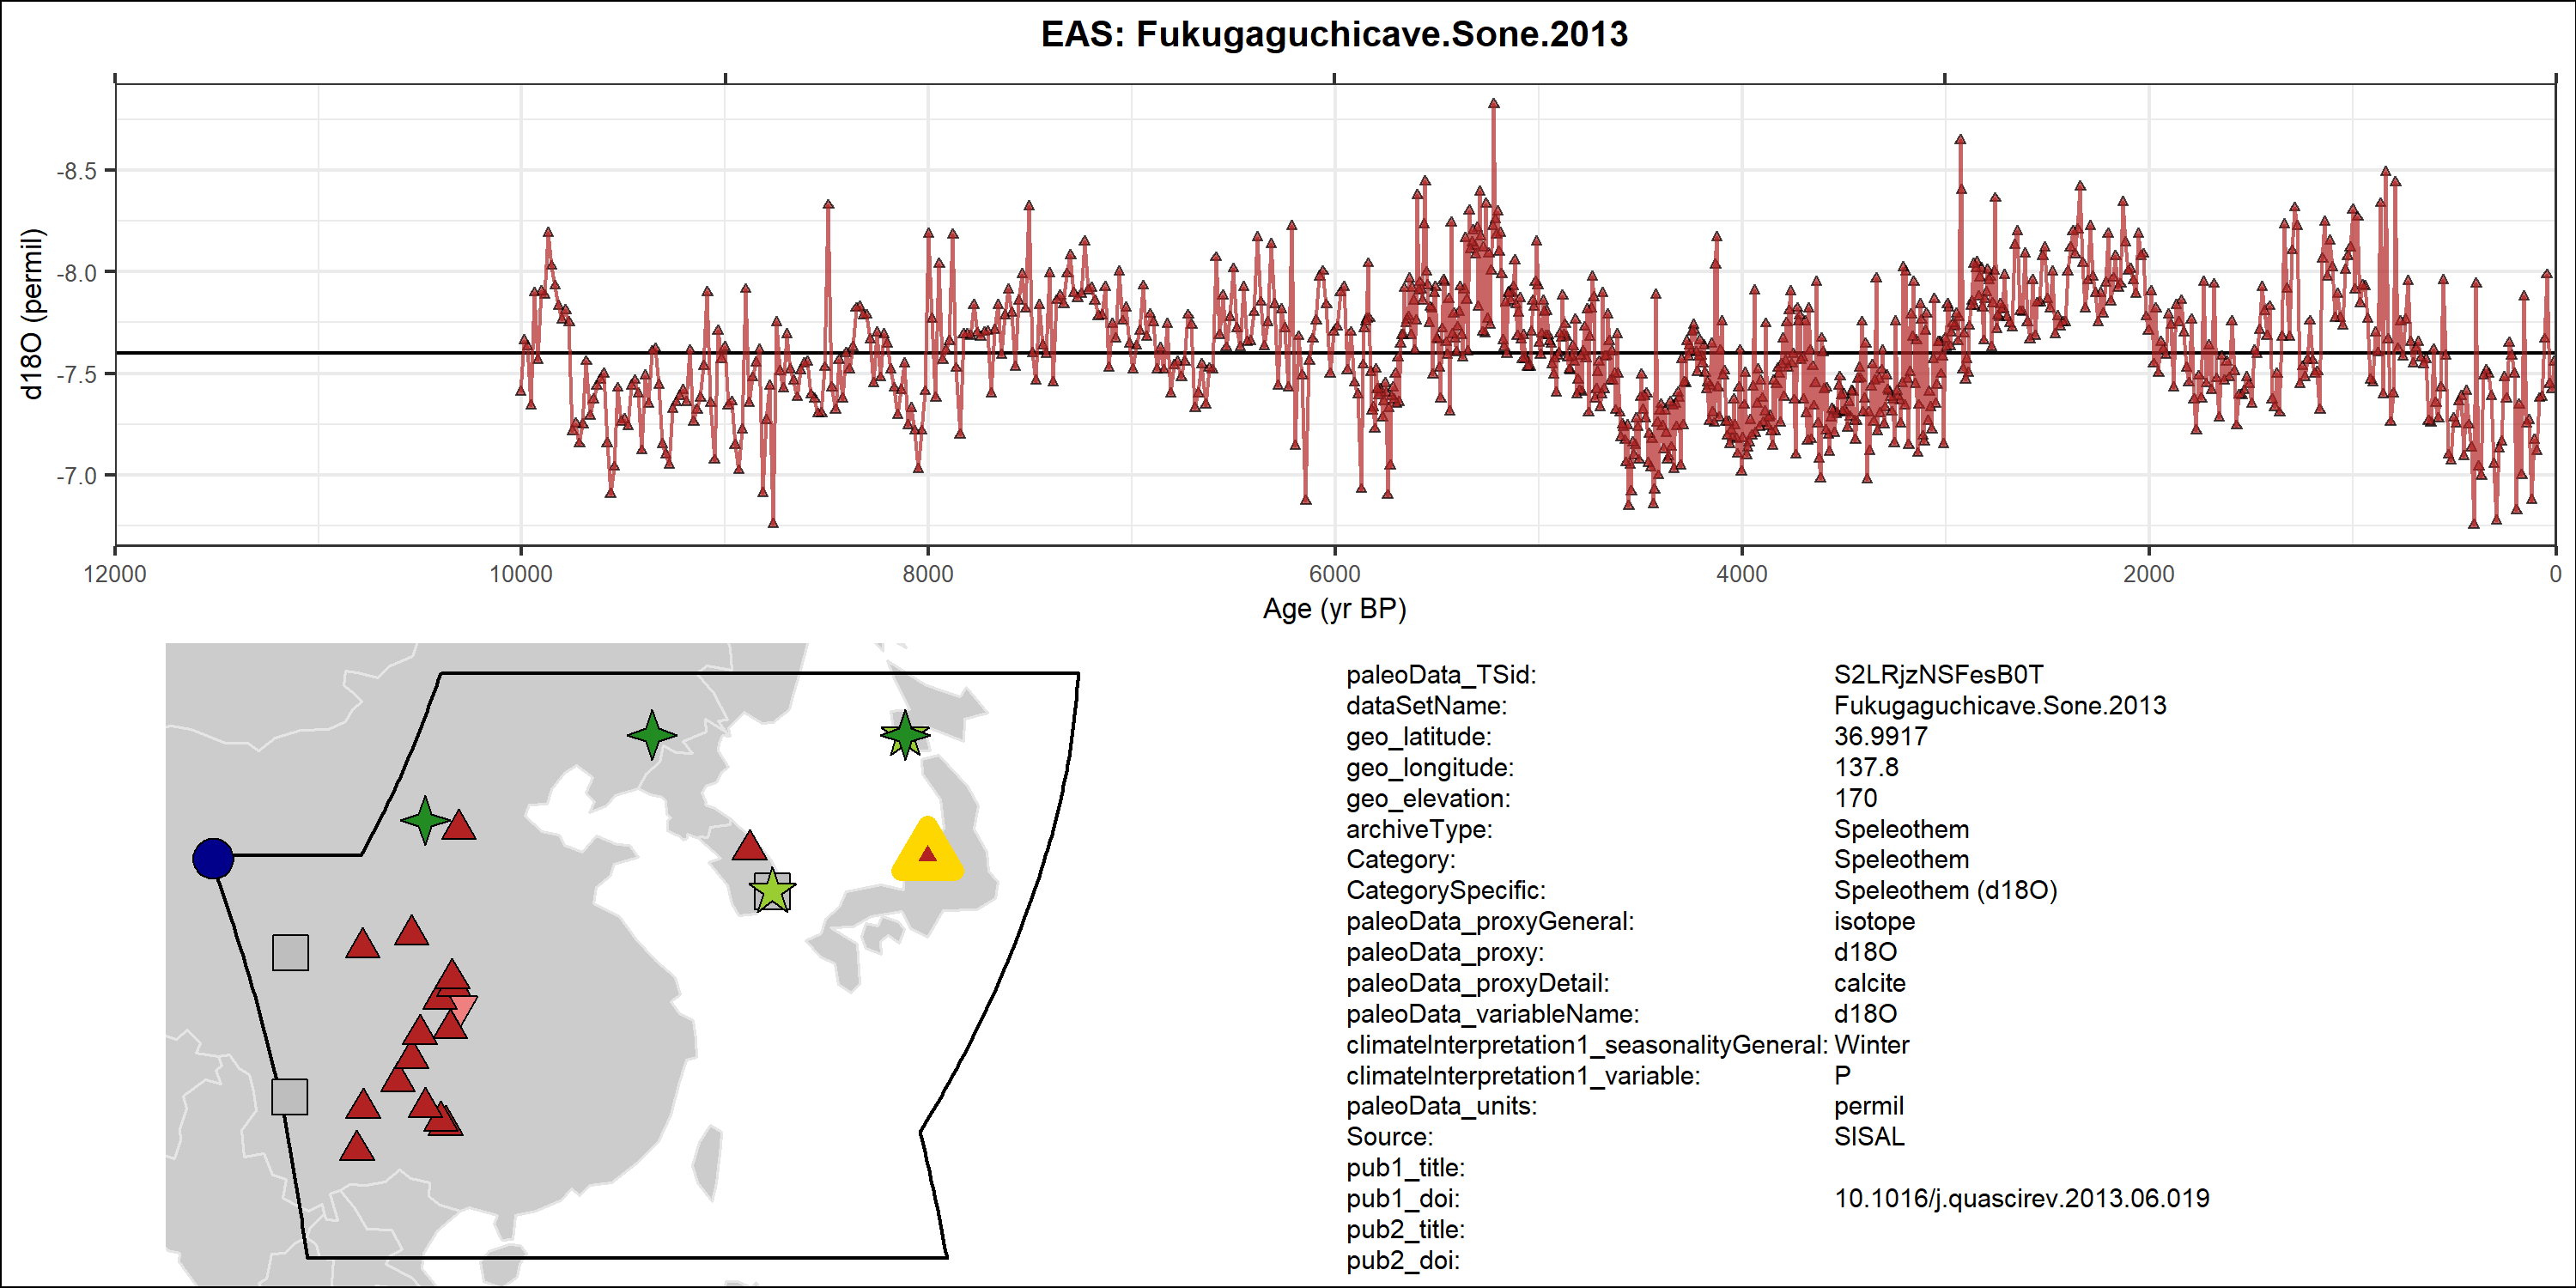 EAS: Fukugaguchicave.Sone.2013
d18O (permil)
-8.5
-8.0
-7.5
-7.0
12000 10000 8000 6000 4000 2000 0
Age (yr BP)
paleoData_TSid: S2LRjzNSFesB0T
dataSetName: Fukugaguchicave.Sone.2013
geo_latitude: 36.9917
geo_longitude: 137.8
geo_elevation: 170
archiveType: Speleothem
Category: Speleothem
CategorySpecific: Speleothem (d18O)
paleoData_proxyGeneral: isotope
paleoData_proxy: d18O
paleoData_proxyDetail: calcite
paleoData_variableName: d18O
climateInterpretation1_seasonalityGeneral: Winter
climateInterpretation1_variable: P
paleoData_units: permil
Source: SISAL
pub1_title:
pub1_doi: 10.1016/j.quascirev.2013.06.019
pub2_title:
pub2_doi: